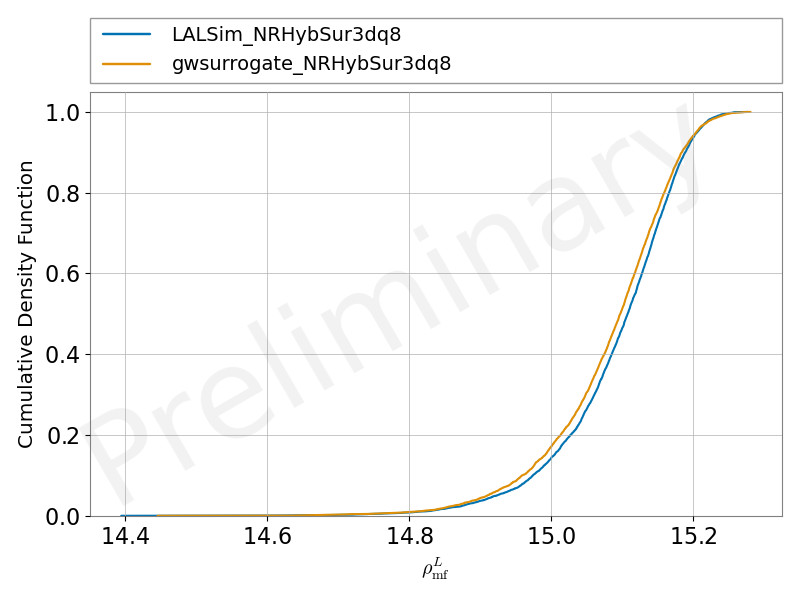 LALSim_NRHybSur3dq8
gwsurrogate_NRHybSur3dq8
Preliminary
Cumulative Density Function
1.0
0.8
0.6
0.4
0.2
0.0
14.4 14.6 14.8 15.0 15.2
ρ_mf^L